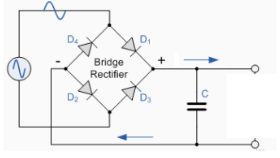 D4
D1
-
Bridge
Rectifier
+
D2
D3
C